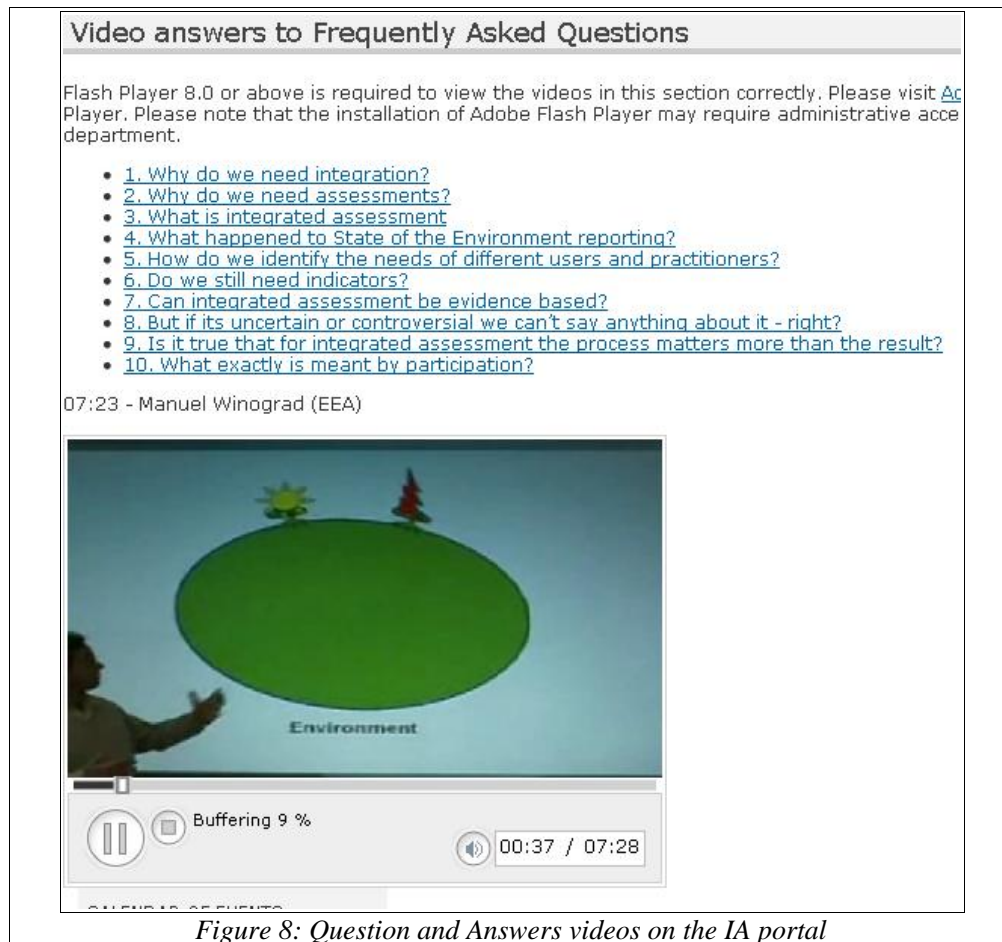 Video answers to Frequently Asked Questions
Flash Player 8.0 or above is required to view the videos in this section correctly. Please visit Ac
Player. Please note that the installation of Adobe Flash Player may require administrative acce
department.
• 1. Why do we need integration?
• 2. Why do we need assessments?
• 3. What is integrated assessment
• 4. What happened to State of the Environment reporting?
• 5. How do we identify the needs of different users and practitioners?
• 6. Do we still need indicators?
• 7. Can integrated assessment be evidence based?
• 8. But if its uncertain or controversial we can't say anything about it - right?
• 9. Is it true that for integrated assessment the process matters more than the result?
• 10. What exactly is meant by participation?
07:23 - Manuel Winograd (EEA)
Environment
Buffering 9 %
00:37 / 07:28
CALENDAR OF EVENTS
Figure 8: Question and Answers videos on the IA portal